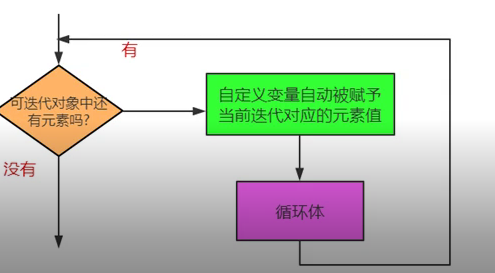 有
可迭代对象中还
有元素吗？
自定义变量自动被赋予
当前迭代对应的元素值
没有
循环体